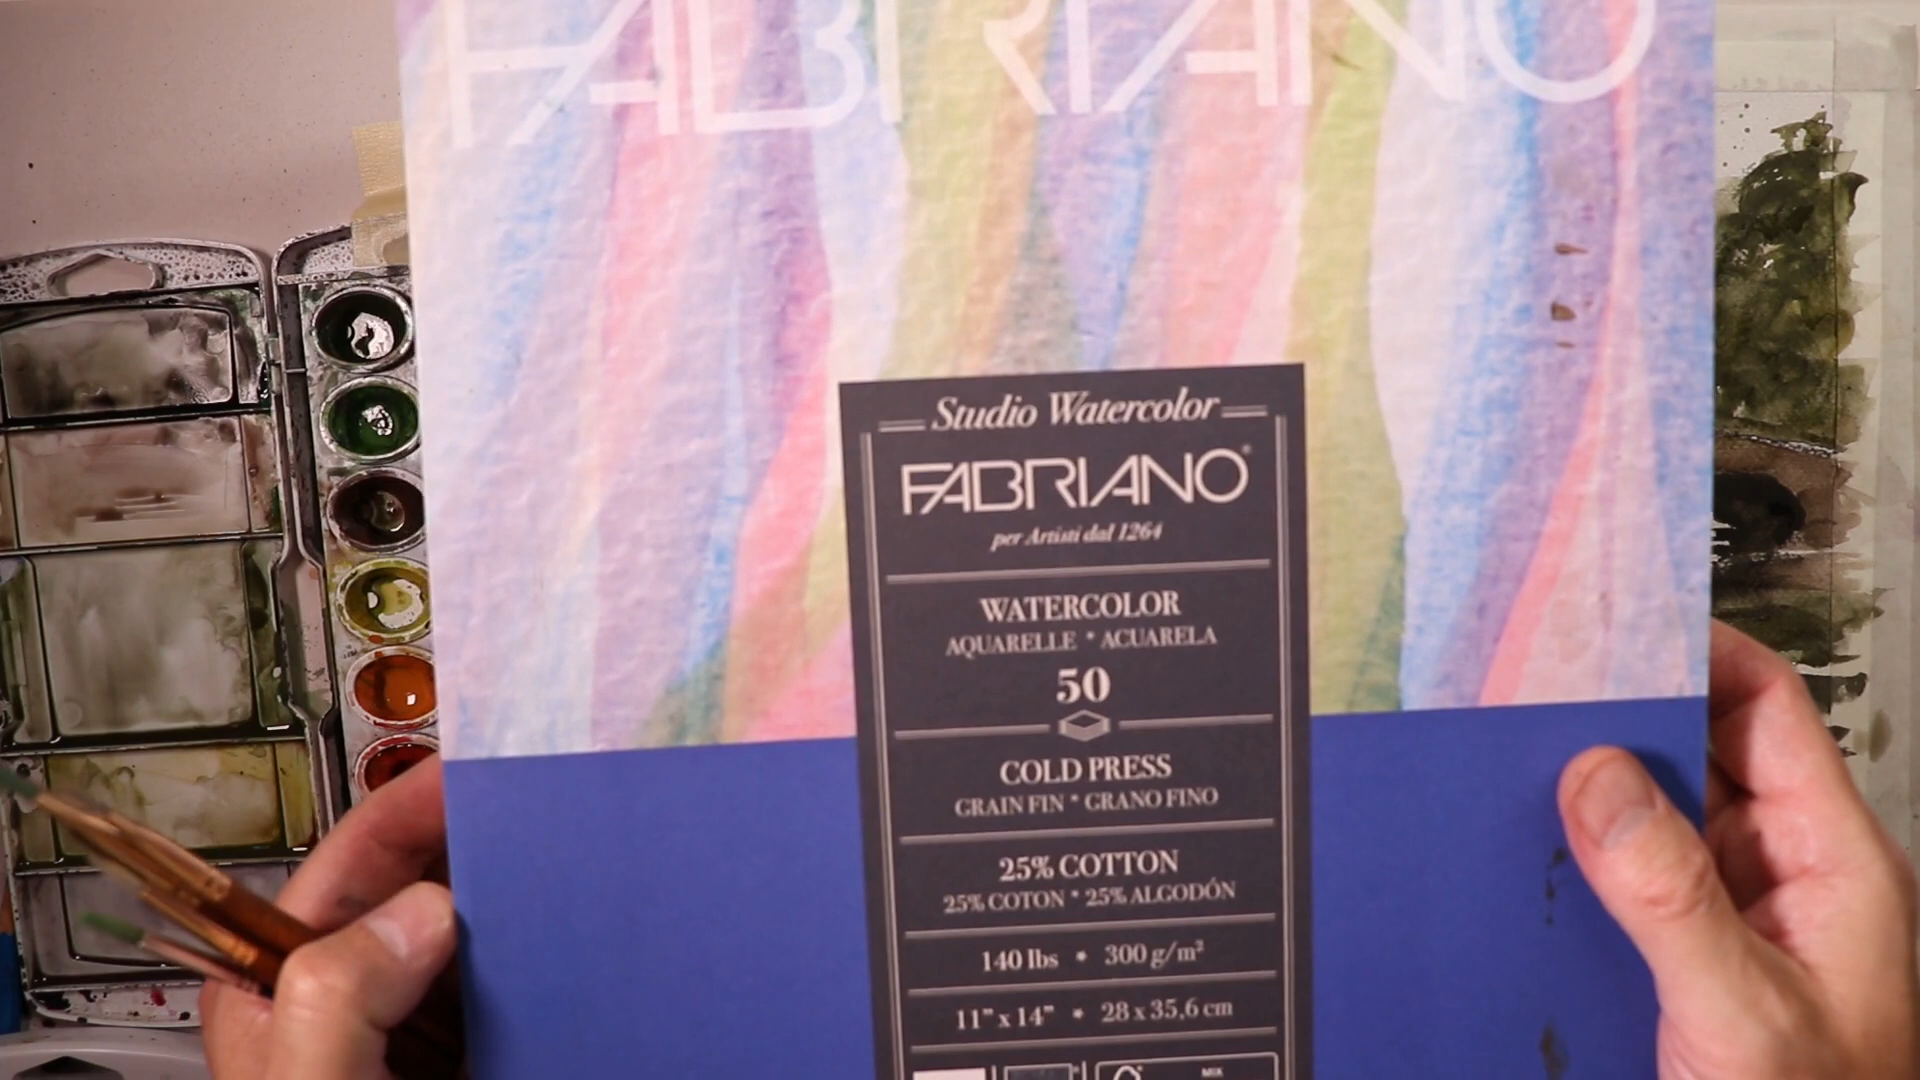 FABRIANO
Studio Watercolor
FABRIANO®
per Artisti dal 1264
WATERCOLOR
AQUARELLE * ACUARELA
50
COLD PRESS
GRAIN FIN * GRANO FINO
25% COTTON
25% COTON * 25% ALGODÓN
140 lbs * 300 g/m²
11" x 14" * 28 x 35,6 cm
MIX